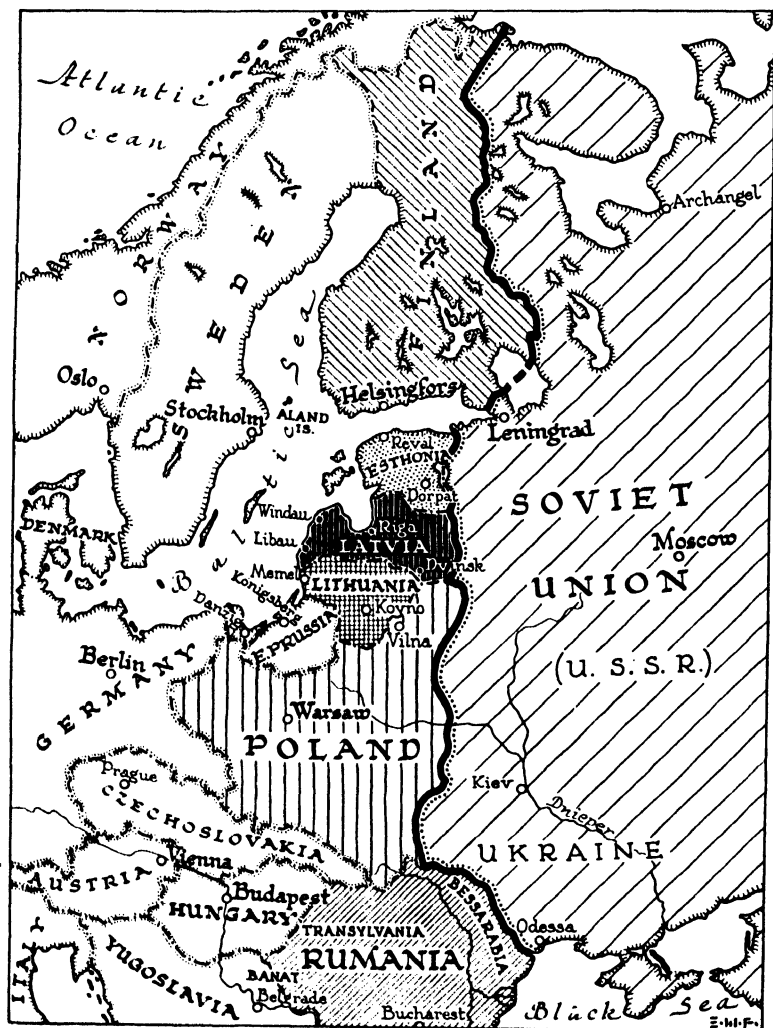 Atlantic
Ocean
NORWAY
SWEDEN
FINLAND
Archangel
Oslo
Stockholm
ALAND
IS.
Helsingfors
Leningrad
Baltic Sea
Reval
ESTHONIA
Dorpat
DENMARK
Windau
Riga
Libau
LATVIA
Dvinsk
Memel
LITHUANIA
Konigsberg
Kovno
Danzig
Vilna
E. PRUSSIA
SOVIET
Moscow
UNION
(U.S.S.R.)
Berlin
GERMANY
Warsaw
POLAND
Prague
CZECHOSLOVAKIA
Kiev
Dnieper
UKRAINE
Vienna
AUSTRIA
Budapest
HUNGARY
BESSARABIA
Odessa
TRANSYLVANIA
RUMANIA
ITALY
YUGOSLAVIA
BANAT
Belgrade
Bucharest
Black Sea
E.W.F.